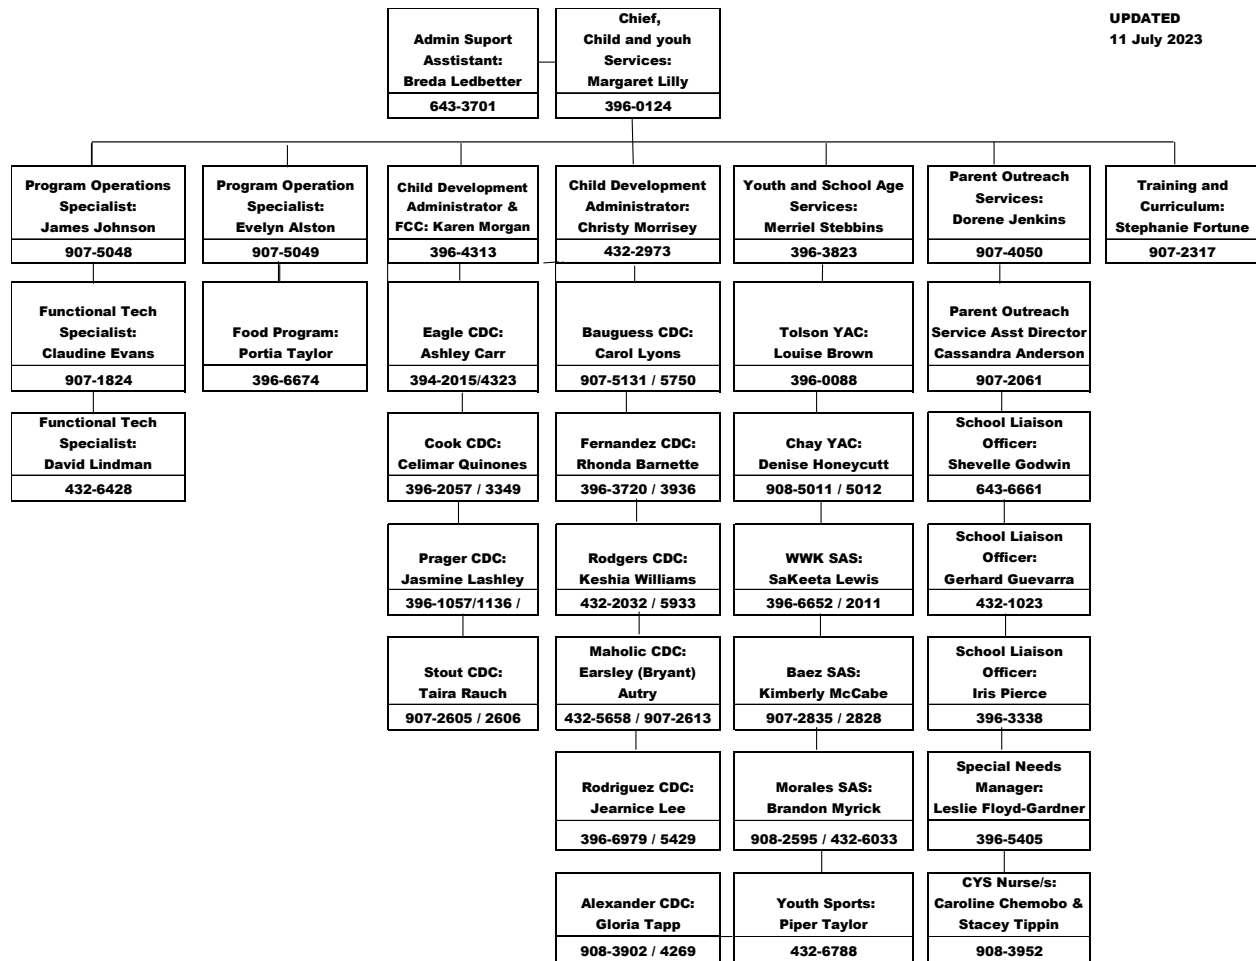 Admin Suport
Asstistant:
Breda Ledbetter
643-3701
Chief,
Child and youh
Services:
Margaret Lilly
396-0124
UPDATED
11 July 2023
Program Operations
Specialist:
James Johnson
907-5048
Program Operation
Specialist:
Evelyn Alston
907-5049
Child Development
Administrator &
FCC: Karen Morgan
396-4313
Child Development
Administrator:
Christy Morrisey
432-2973
Youth and School Age
Services:
Merriel Stebbins
396-3823
Parent Outreach
Services:
Dorene Jenkins
907-4050
Training and
Curriculum:
Stephanie Fortune
907-2317
Functional Tech
Specialist:
Claudine Evans
907-1824
Food Program:
Portia Taylor
396-6674
Eagle CDC:
Ashley Carr
394-2015/4323
Bauguess CDC:
Carol Lyons
907-5131 / 5750
Tolson YAC:
Louise Brown
396-0088
Parent Outreach
Service Asst Director
Cassandra Anderson
907-2061
Functional Tech
Specialist:
David Lindman
432-6428
Cook CDC:
Celimar Quinones
396-2057 / 3349
Fernandez CDC:
Rhonda Barnette
396-3720 / 3936
Chay YAC:
Denise Honeycutt
908-5011 / 5012
School Liaison
Officer:
Shevelle Godwin
643-6661
Prager CDC:
Jasmine Lashley
396-1057/1136 /
Rodgers CDC:
Keshia Williams
432-2032 / 5933
WWK SAS:
SaKeeta Lewis
396-6652 / 2011
School Liaison
Officer:
Gerhard Guevarra
432-1023
Stout CDC:
Taira Rauch
907-2605 / 2606
Maholic CDC:
Earsley (Bryant)
Autry
432-5658 / 907-2613
Baez SAS:
Kimberly McCabe
907-2835 / 2828
School Liaison
Officer:
Iris Pierce
396-3338
Rodriguez CDC:
Jearnice Lee
396-6979 / 5429
Morales SAS:
Brandon Myrick
908-2595 / 432-6033
Special Needs
Manager:
Leslie Floyd-Gardner
396-5405
Alexander CDC:
Gloria Tapp
908-3902 / 4269
Youth Sports:
Piper Taylor
432-6788
CYS Nurse/s:
Caroline Chemobo &
Stacey Tippin
908-3952